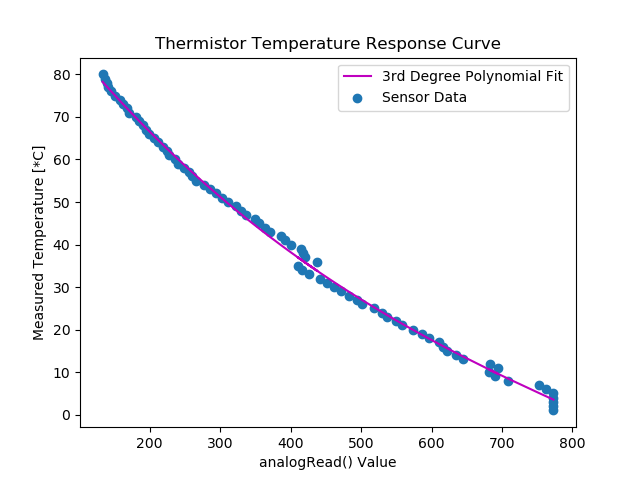 Thermistor Temperature Response Curve
3rd Degree Polynomial Fit
Sensor Data
Measured Temperature [*C]
80
70
60
50
40
30
20
10
0
200 300 400 500 600 700 800
analogRead() Value